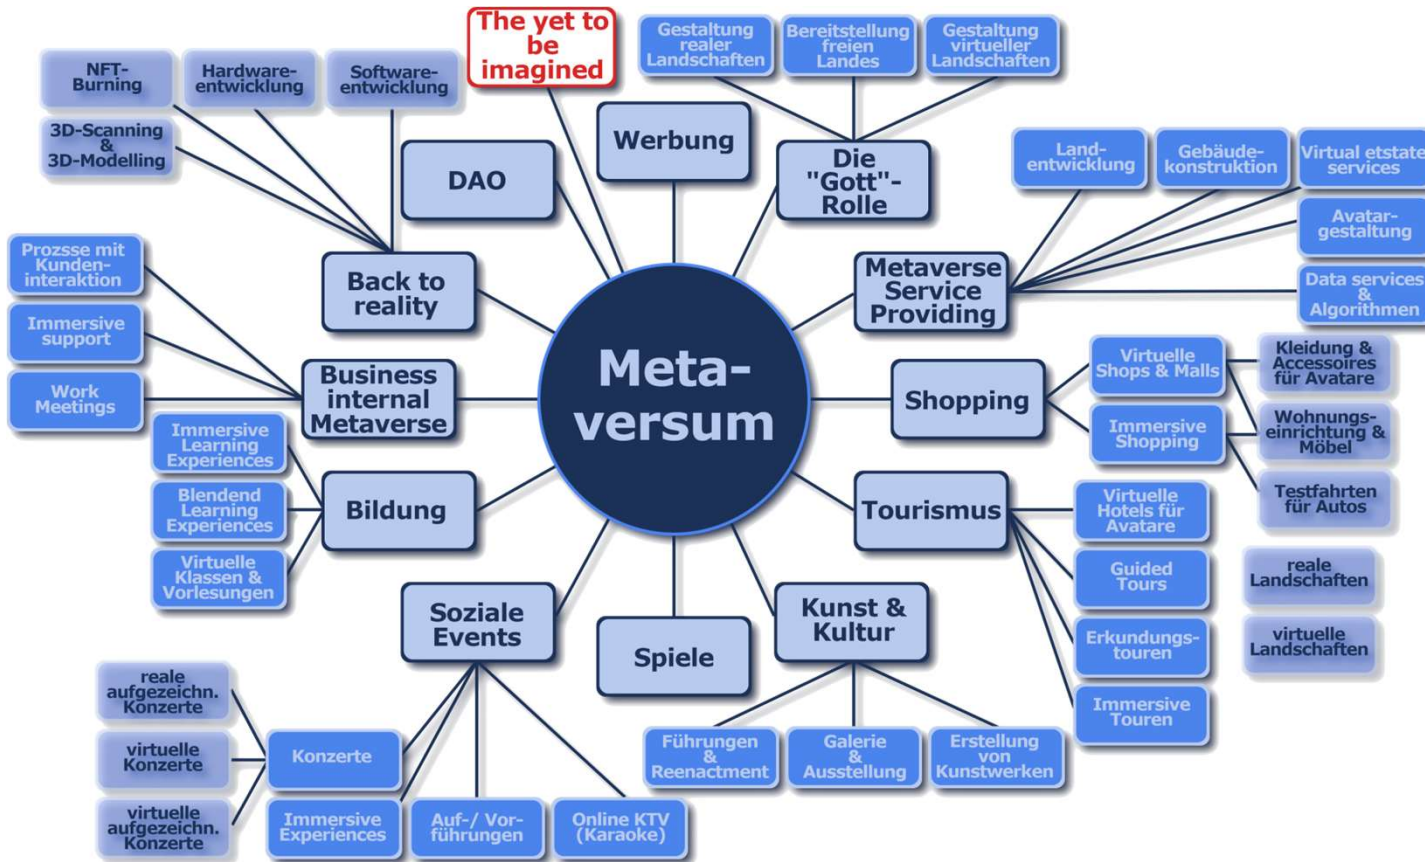 The yet to
be
imagined
Gestaltung
realer
Landschaften
Bereitstellung
freien
Landes
Gestaltung
virtueller
Landschaften
NFT-
Burning
Hardware-
entwicklung
Software-
entwicklung
3D-Scanning
&
3D-Modelling
DAO
Werbung
Die
"Gott"-
Rolle
Land-
entwicklung
Gebäude-
konstruktion
Virtual etstate
services
Avatar-
gestaltung
Data services
&
Algorithmen
Prozsse mit
Kunden-
interaktion
Immersive
support
Work
Meetings
Back to
reality
Metaverse
Service
Providing
Business
internal
Metaverse
Meta-
versum
Shopping
Virtuelle
Shops & Malls
Immersive
Shopping
Kleidung &
Accessoires
für Avatare
Wohnungs-
einrichtung &
Möbel
Testfahrten
für Autos
Immersive
Learning
Experiences
Blendend
Learning
Experiences
Virtuelle
Klassen &
Vorlesungen
Bildung
Tourismus
Virtuelle
Hotels für
Avatare
Guided
Tours
Erkundungs-
touren
Immersive
Touren
reale
Landschaften
virtuelle
Landschaften
Soziale
Events
Spiele
Kunst &
Kultur
reale
aufgezeichn.
Konzerte
virtuelle
Konzerte
virtuelle
aufgezeichn.
Konzerte
Konzerte
Immersive
Experiences
Auf-/ Vor-
führungen
Online KTV
(Karaoke)
Führungen
&
Reenactment
Galerie
&
Ausstellung
Erstellung
von
Kunstwerken